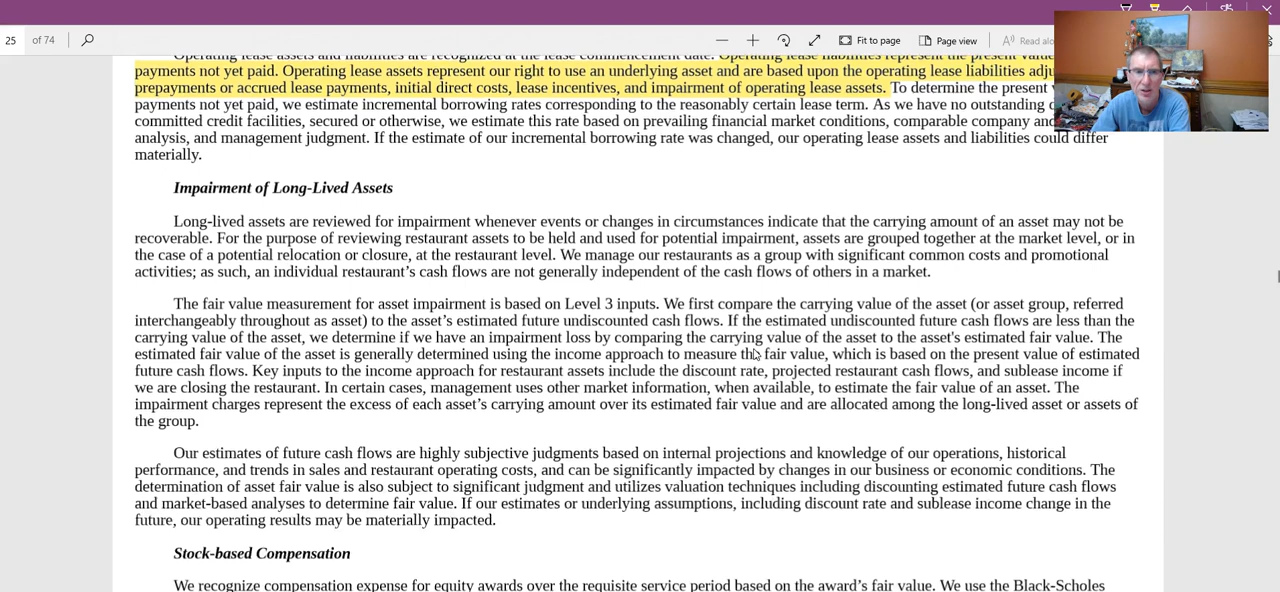 25 of 74 Fit to page Page view Read alo
Operating lease assets and liabilities are recognized at the lease commencement date. Operating lease liabilities represent the present
payments not yet paid. Operating lease assets represent our right to use an underlying asset and are based upon the operating lease liabilities adju
prepayments or accrued lease payments, initial direct costs, lease incentives, and impairment of operating lease assets. To determine the present
payments not yet paid, we estimate incremental borrowing rates corresponding to the reasonably certain lease term. As we have no outstanding
committed credit facilities, secured or otherwise, we estimate this rate based on prevailing financial market conditions, comparable company and
analysis, and management judgment. If the estimate of our incremental borrowing rate was changed, our operating lease assets and liabilities could differ
materially.
Impairment of Long-Lived Assets
Long-lived assets are reviewed for impairment whenever events or changes in circumstances indicate that the carrying amount of an asset may not be
recoverable. For the purpose of reviewing restaurant assets to be held and used for potential impairment, assets are grouped together at the market level, or in
the case of a potential relocation or closure, at the restaurant level. We manage our restaurants as a group with significant common costs and promotional
activities; as such, an individual restaurant’s cash flows are not generally independent of the cash flows of others in a market.
The fair value measurement for asset impairment is based on Level 3 inputs. We first compare the carrying value of the asset (or asset group, referred
interchangeably throughout as asset) to the asset’s estimated future undiscounted cash flows. If the estimated undiscounted future cash flows are less than the
carrying value of the asset, we determine if we have an impairment loss by comparing the carrying value of the asset to the asset's estimated fair value. The
estimated fair value of the asset is generally determined using the income approach to measure the fair value, which is based on the present value of estimated
future cash flows. Key inputs to the income approach for restaurant assets include the discount rate, projected restaurant cash flows, and sublease income if
we are closing the restaurant. In certain cases, management uses other market information, when available, to estimate the fair value of an asset. The
impairment charges represent the excess of each asset’s carrying amount over its estimated fair value and are allocated among the long-lived asset or assets of
the group.
Our estimates of future cash flows are highly subjective judgments based on internal projections and knowledge of our operations, historical
performance, and trends in sales and restaurant operating costs, and can be significantly impacted by changes in our business or economic conditions. The
determination of asset fair value is also subject to significant judgment and utilizes valuation techniques including discounting estimated future cash flows
and market-based analyses to determine fair value. If our estimates or underlying assumptions, including discount rate and sublease income change in the
future, our operating results may be materially impacted.
Stock-based Compensation
We recognize compensation expense for equity awards over the requisite service period based on the award’s fair value. We use the Black-Scholes